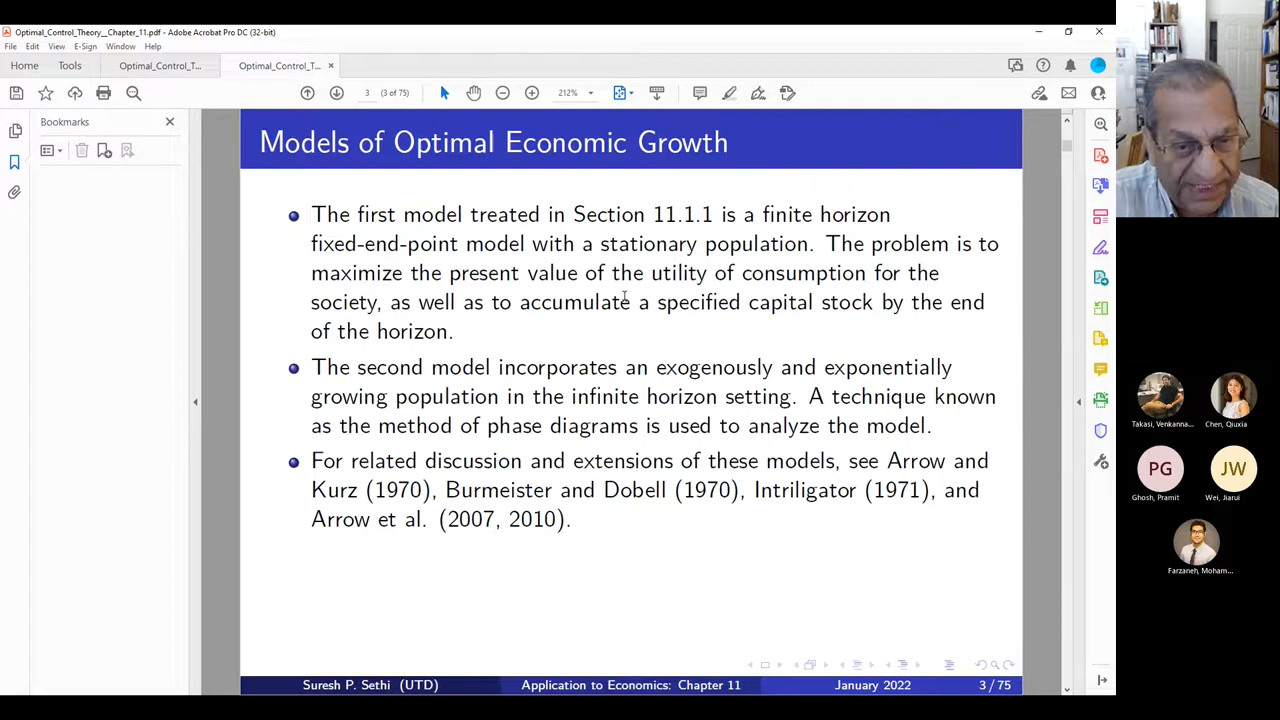 Optimal_Control_Theory__Chapter_11.pdf - Adobe Acrobat Pro DC (32-bit)
File Edit View E-Sign Window Help
Home Tools Optimal_Control_T... Optimal_Control_T... ×
3 (3 of 75) 212%
Bookmarks
Models of Optimal Economic Growth
The first model treated in Section 11.1.1 is a finite horizon
fixed-end-point model with a stationary population. The problem is to
maximize the present value of the utility of consumption for the
society, as well as to accumulate a specified capital stock by the end
of the horizon.
The second model incorporates an exogenously and exponentially
growing population in the infinite horizon setting. A technique known
as the method of phase diagrams is used to analyze the model.
For related discussion and extensions of these models, see Arrow and
Kurz (1970), Burmeister and Dobell (1970), Intriligator (1971), and
Arrow et al. (2007, 2010).
Suresh P. Sethi (UTD) Application to Economics: Chapter 11 January 2022 3 / 75
Takasi, Venkanna... Chen, Qiuxia
PG JW
Ghosh, Pramit Wei, Jiarui
Farzaneh, Moham...